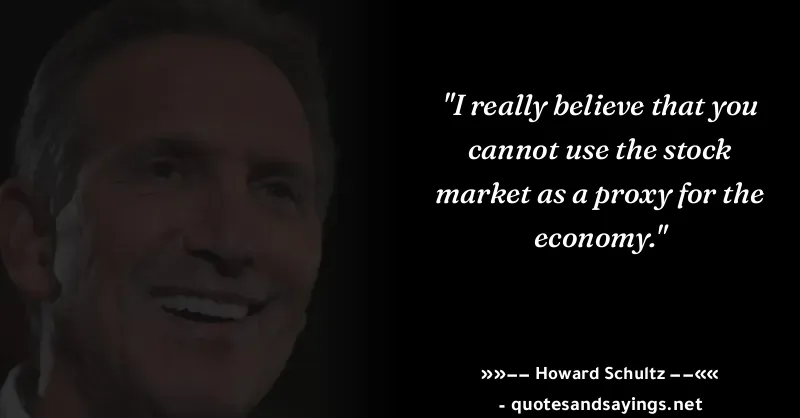 "I really believe that you
cannot use the stock
market as a proxy for the
economy."
»»–– Howard Schultz ––««
- quotesandsayings.net